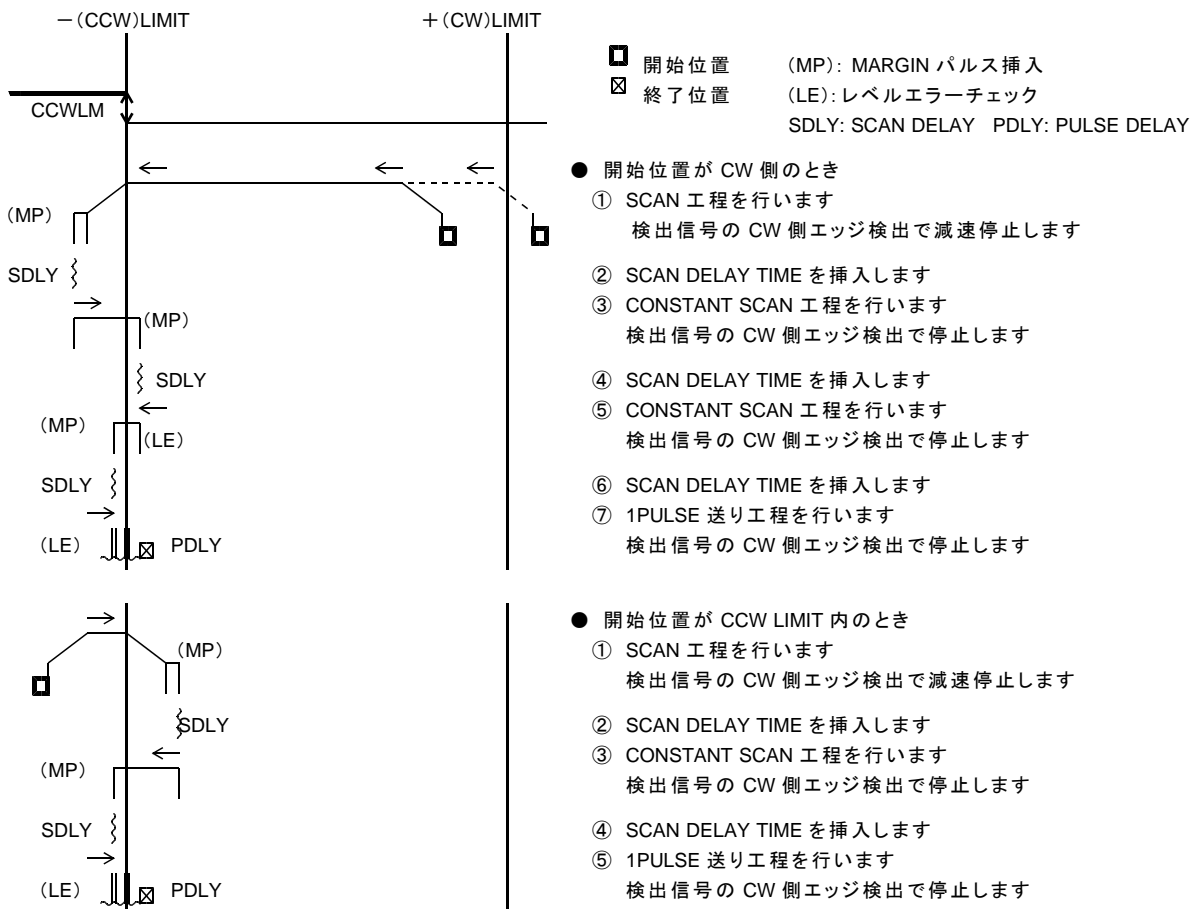 －(CCW)LIMIT
＋(CW)LIMIT
開始位置 (MP): MARGIN パルス挿入
終了位置 (LE):レベルエラーチェック
SDLY: SCAN DELAY PDLY: PULSE DELAY
CCWLM
(MP)
SDLY
(MP)
SDLY
(MP)
(LE)
SDLY
(LE)
PDLY
● 開始位置が CW 側のとき
① SCAN 工程を行います
検出信号の CW 側エッジ検出で減速停止します
② SCAN DELAY TIME を挿入します
③ CONSTANT SCAN 工程を行います
検出信号の CW 側エッジ検出で停止します
④ SCAN DELAY TIME を挿入します
⑤ CONSTANT SCAN 工程を行います
検出信号の CW 側エッジ検出で停止します
⑥ SCAN DELAY TIME を挿入します
⑦ 1PULSE 送り工程を行います
検出信号の CW 側エッジ検出で停止します
(MP)
SDLY
(MP)
SDLY
(LE)
PDLY
● 開始位置が CCW LIMIT 内のとき
① SCAN 工程を行います
検出信号の CW 側エッジ検出で減速停止します
② SCAN DELAY TIME を挿入します
③ CONSTANT SCAN 工程を行います
検出信号の CW 側エッジ検出で停止します
④ SCAN DELAY TIME を挿入します
⑤ 1PULSE 送り工程を行います
検出信号の CW 側エッジ検出で停止します